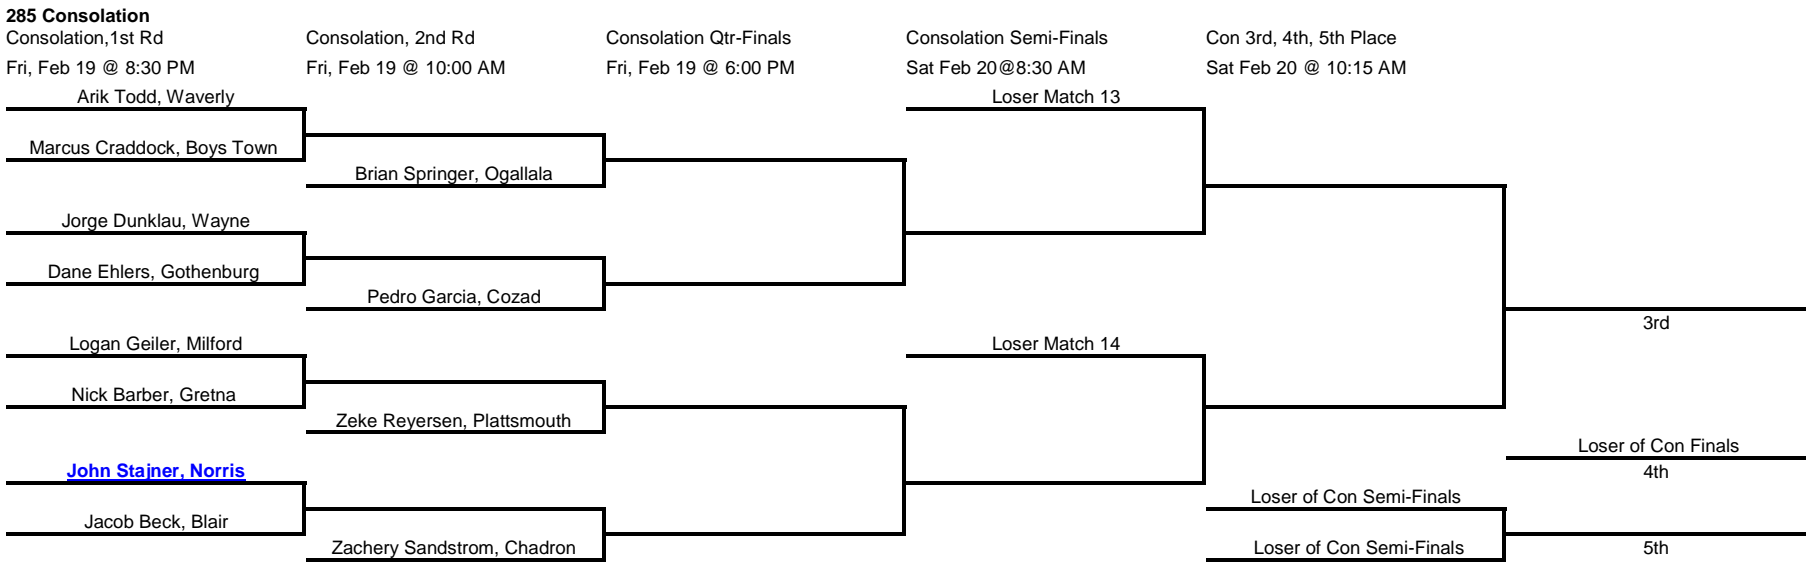 285 Consolation
Consolation,1st Rd Consolation, 2nd Rd Consolation Qtr-Finals Consolation Semi-Finals Con 3rd, 4th, 5th Place
Fri, Feb 19 @ 8:30 PM Fri, Feb 19 @ 10:00 AM Fri, Feb 19 @ 6:00 PM Sat Feb 20@8:30 AM Sat Feb 20 @ 10:15 AM
Arik Todd, Waverly Loser Match 13
Marcus Craddock, Boys Town
Brian Springer, Ogallala
Jorge Dunklau, Wayne
Dane Ehlers, Gothenburg
Pedro Garcia, Cozad
3rd
Logan Geiler, Milford Loser Match 14
Nick Barber, Gretna
Zeke Reyersen, Plattsmouth
Loser of Con Finals
John Stajner, Norris 4th
Loser of Con Semi-Finals
Jacob Beck, Blair
Zachery Sandstrom, Chadron Loser of Con Semi-Finals 5th